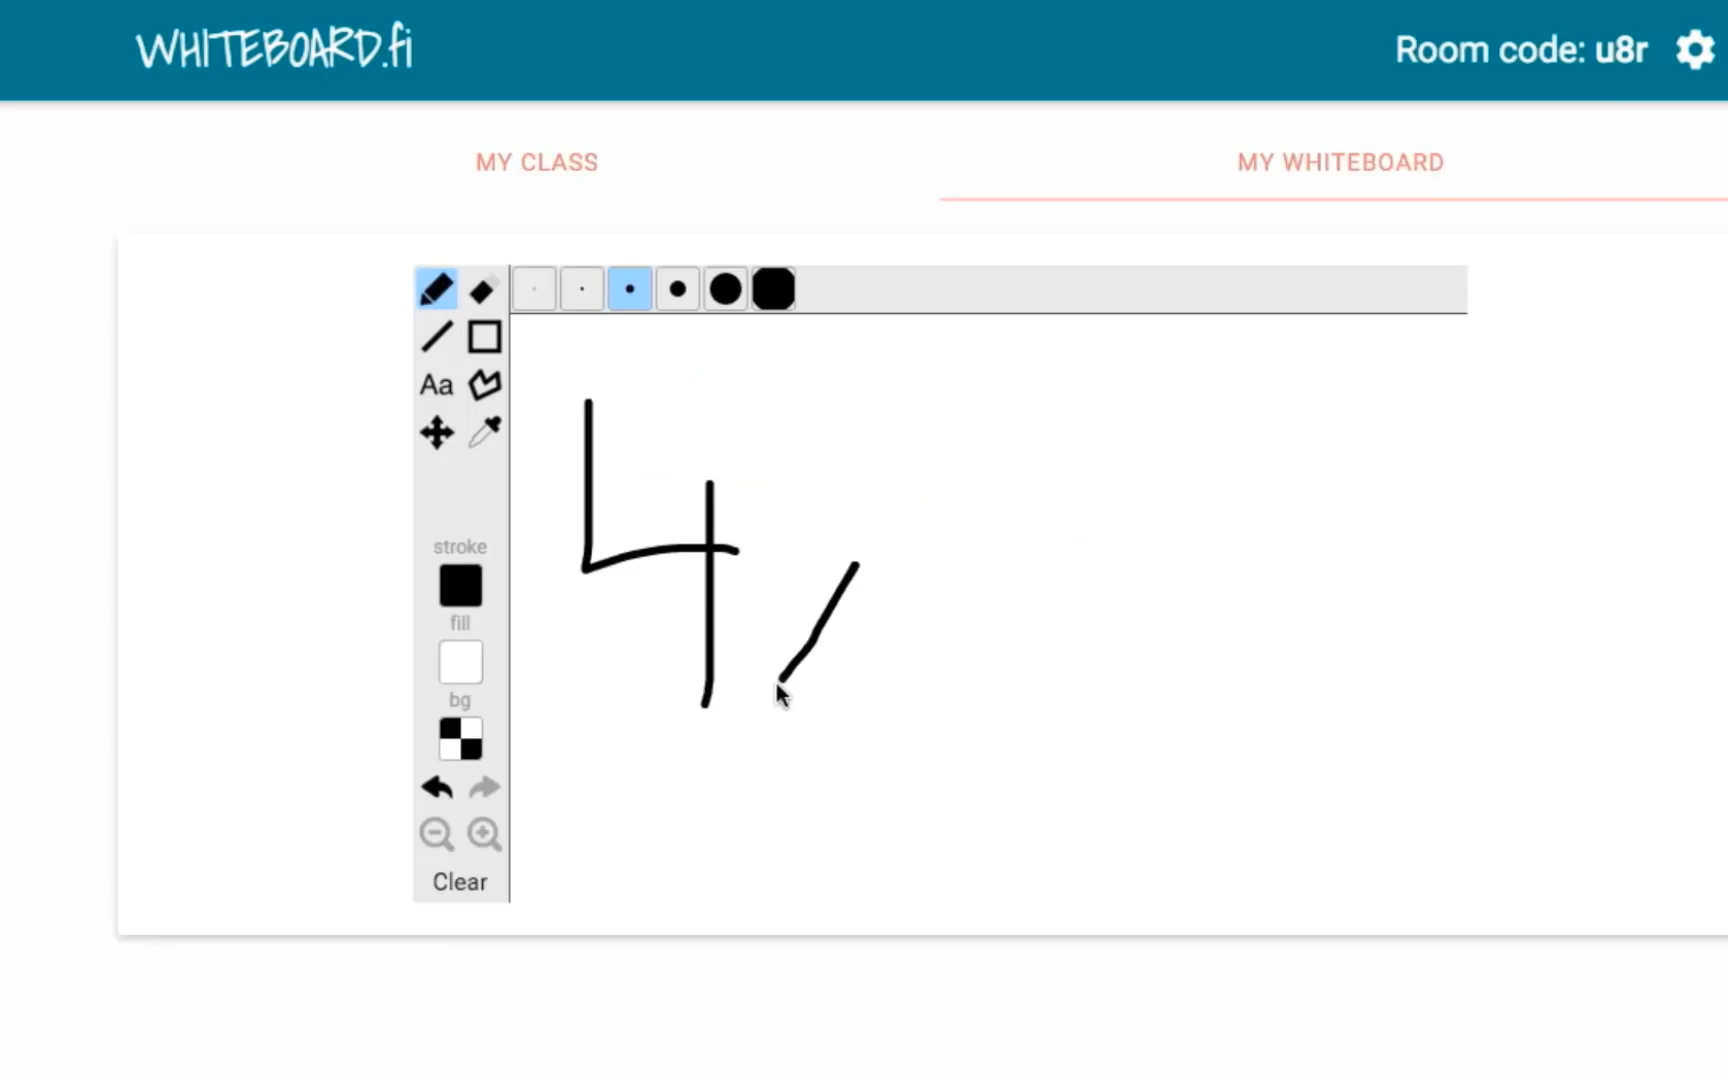 WHITEBOARD.fi
Room code: u8r
MY CLASS
MY WHITEBOARD
Aa
4
stroke
fill
bg
Clear